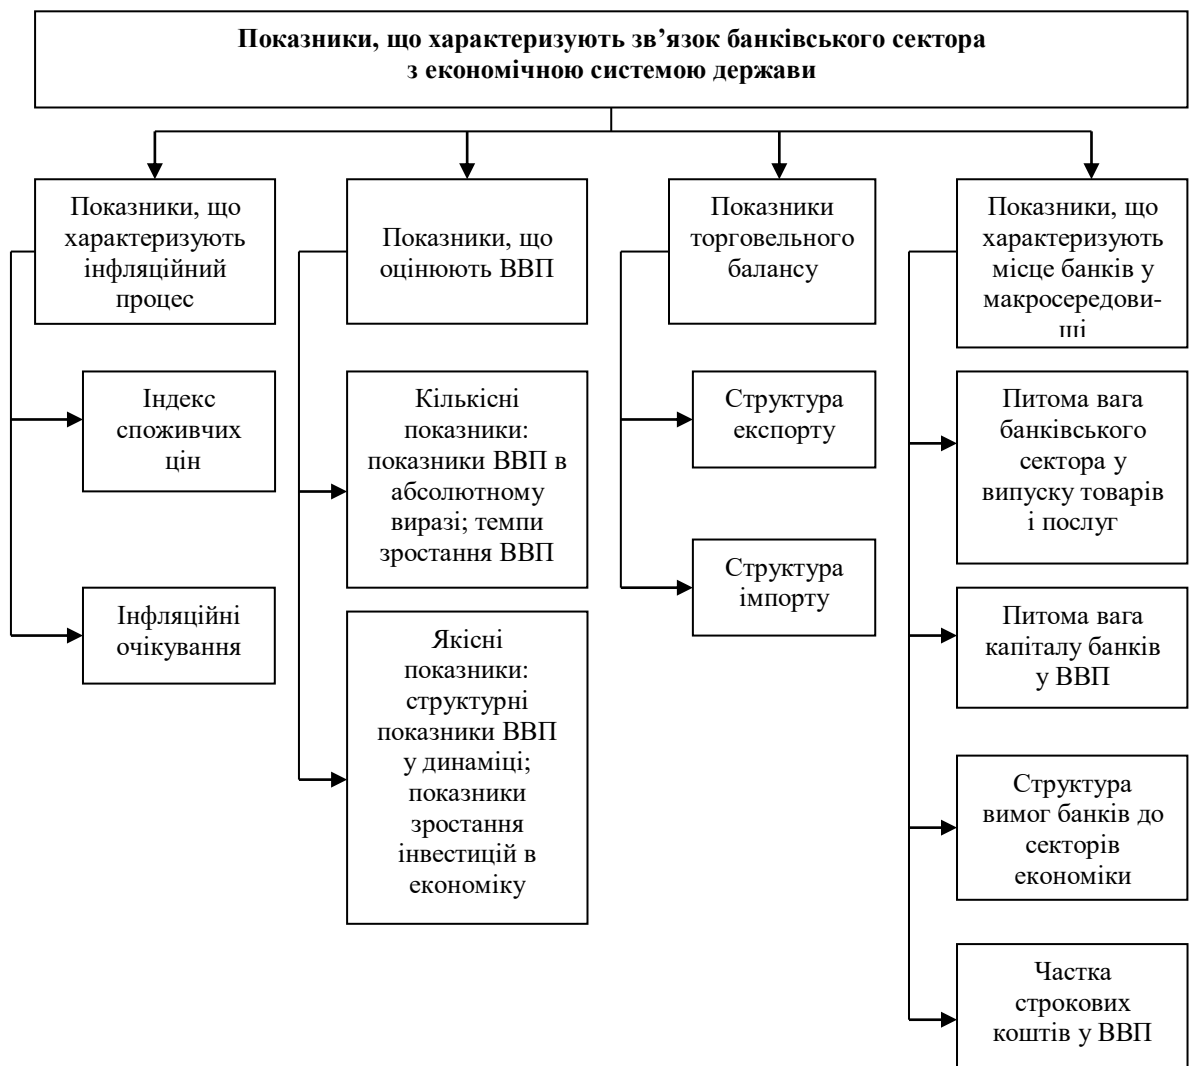 Показники, що характеризують зв’язок банківського сектора
з економічною системою держави
Показники, що
характеризують
інфляційний
процес
Показники, що
оцінюють ВВП
Показники
торговельного
балансу
Показники, що
характеризують
місце банків у
макросередови-
щі
Індекс
споживчих
цін
Інфляційні
очікування
Кількісні
показники:
показники ВВП в
абсолютному
виразі; темпи
зростання ВВП
Якісні
показники:
структурні
показники ВВП
у динаміці;
показники
зростання
інвестицій в
економіку
Структура
експорту
Структура
імпорту
Питома вага
банківського
сектора у
випуску товарів
і послуг
Питома вага
капіталу банків
у ВВП
Структура
вимог банків до
секторів
економіки
Частка
строкових
коштів у ВВП